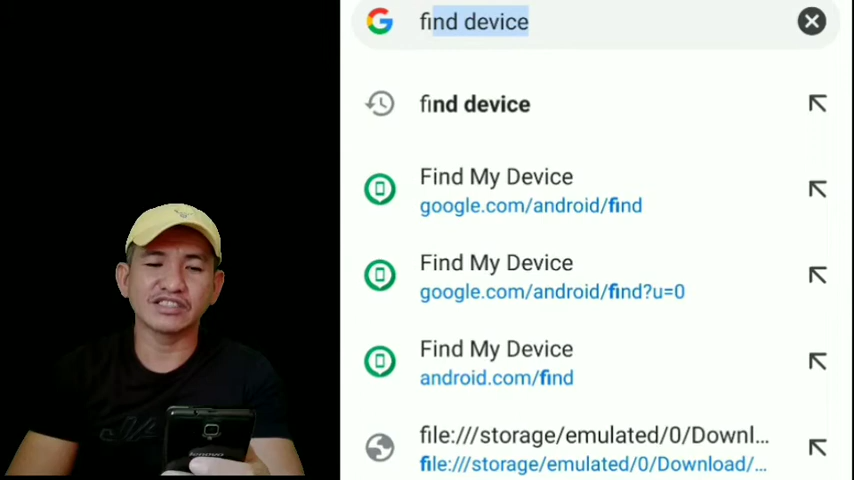 find device
find device
Find My Device
google.com/android/find
Find My Device
google.com/android/find?u=0
Find My Device
android.com/find
file:///storage/emulated/0/Downl...
file:///storage/emulated/0/Download/...
lenovo